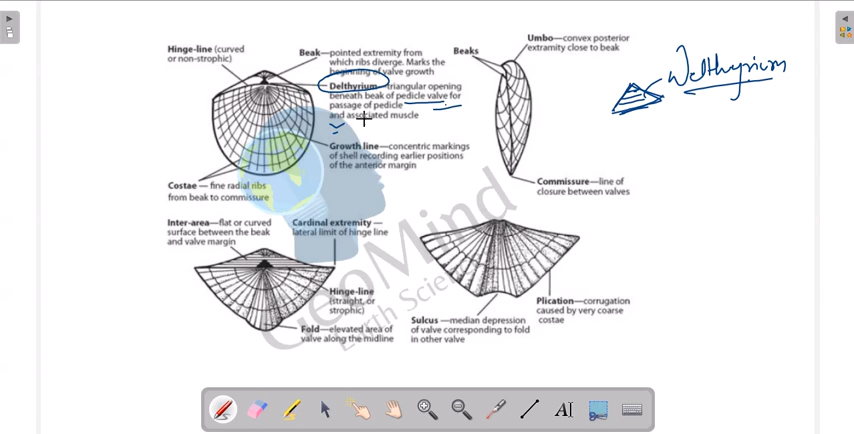 Hinge-line (curved
or non-strophic)
Beak—pointed extremity from
which ribs diverge. Marks the
beginning of valve growth
Delthyrium—triangular opening
beneath beak of pedicle valve for
passage of pedicle
and associated muscle
Growth line—concentric markings
of shell recording earlier positions
of the anterior margin
Costae — fine radial ribs
from beak to commissure
Beaks
Umbo—convex posterior
extramity close to beak
Commissure—line of
closure between valves
Delthyrium
Inter-area—flat or curved
surface between the beak
and valve margin
Cardinal extremity—
lateral limit of hinge line
Hinge-line
(straight, or
strophic)
Fold—elevated area of
valve along the midline
Sulcus—median depression
of valve corresponding to fold
in other valve
Plication—corrugation
caused by very coarse
costae
GeoMind
Earth Science
AI